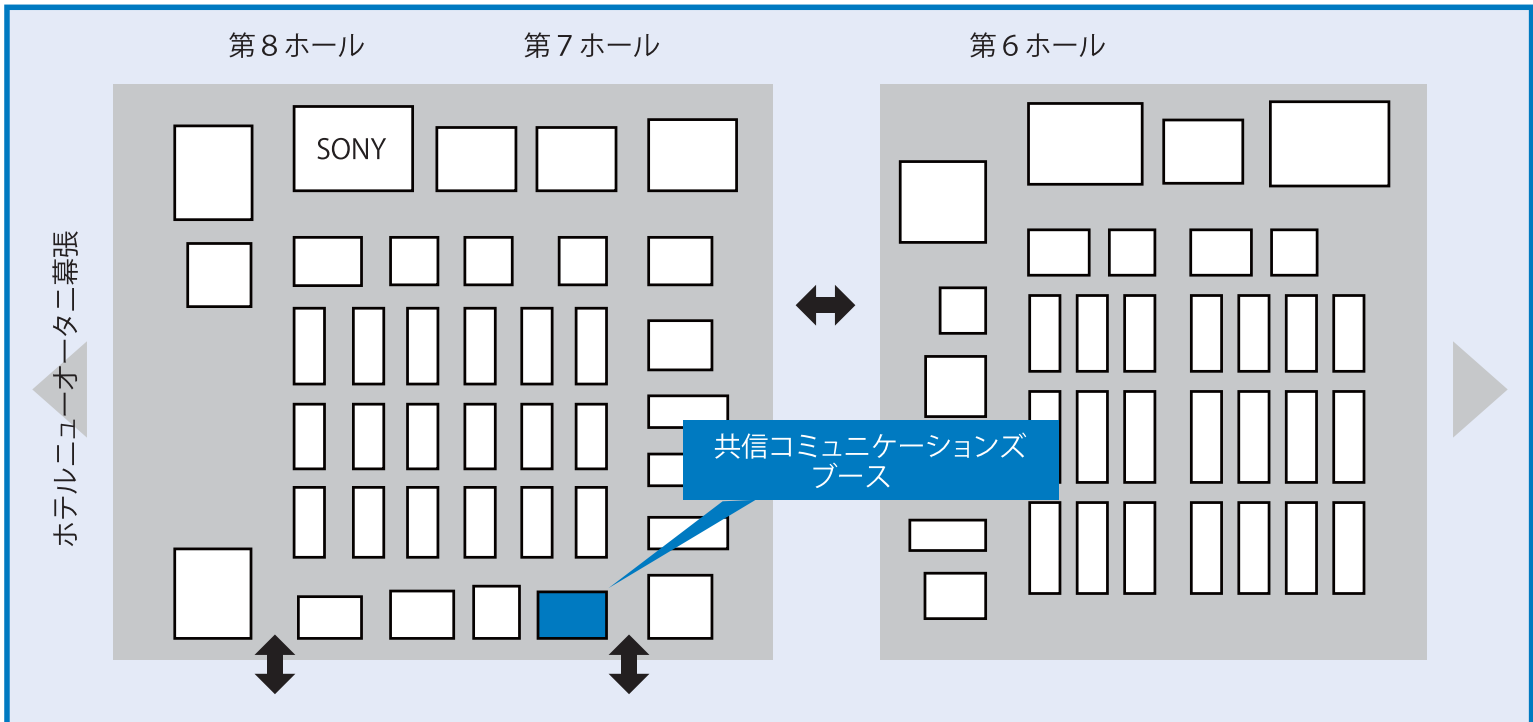 第８ホール
第７ホール
第６ホール
SONY
ホテルニューオータニ幕張
共信コミュニケーションズ
ブース